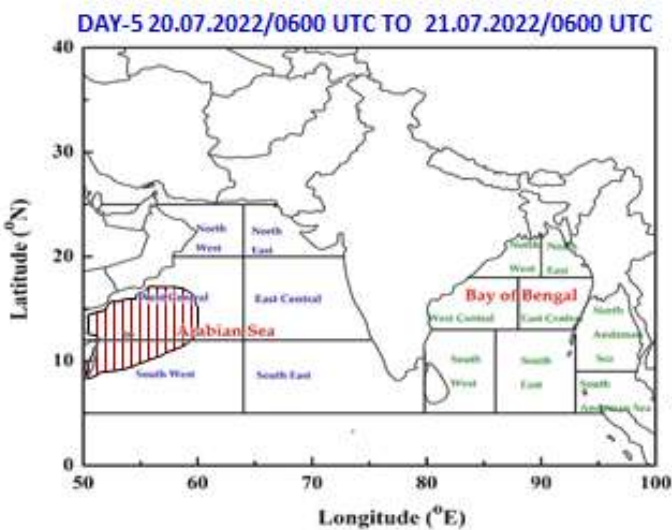 DAY-5 20.07.2022/0600 UTC TO 21.07.2022/0600 UTC
40
30
20
10
0
Latitude (°N)
North
West
North
East
West Central
East Central
Arabian Sea
South West
South East
North
West
North
East
Bay of Bengal
West Central
East Central
North
Andaman
Sea
South
West
South
East
South
Andaman Sea
50
60
70
80
90
100
Longitude (°E)